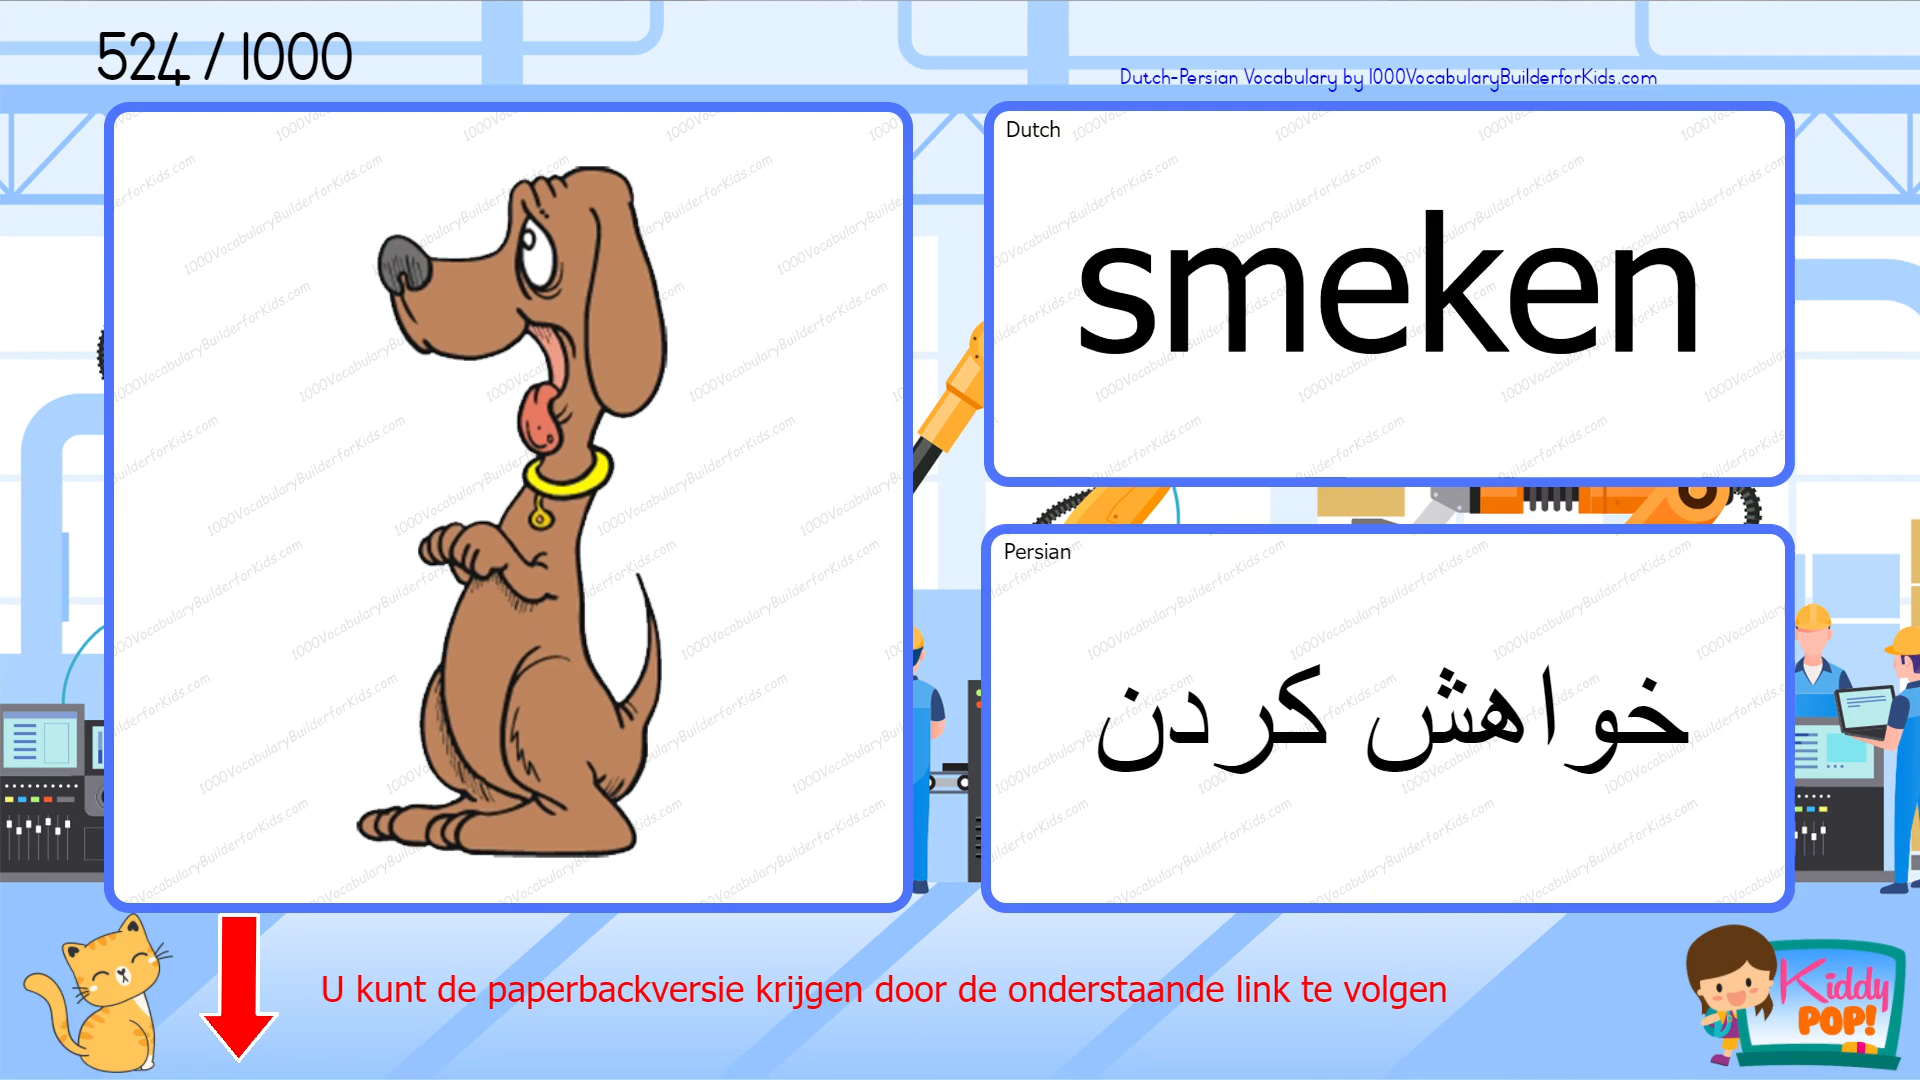 524 / 1000
Dutch-Persian Vocabulary by 1000VocabularyBuilderforKids.com
Dutch
smeken
Persian
خواهش کردن
U kunt de paperbackversie krijgen door de onderstaande link te volgen
Kiddy
POP!